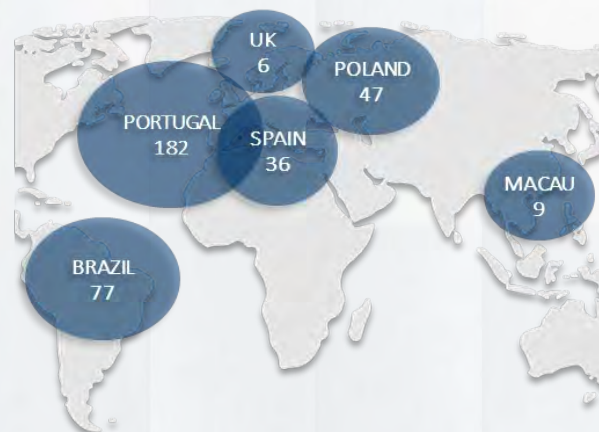 UK
6
POLAND
47
PORTUGAL
182
SPAIN
36
MACAU
9
BRAZIL
77